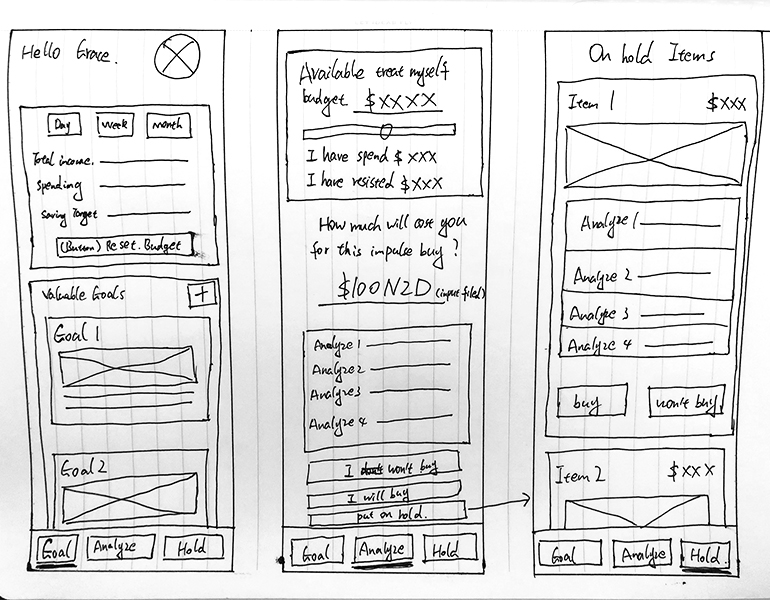 Hello Grace.
Day Week Month
Total income.
Spending
Saving Target
(Button) Reset. Budget
Valuable Goals +
Goal 1
Goal 2
Goal Analyze Hold
Available treat myself
budget $XXXX
I have spend $XXX
I have resisted $XXX
How much will cost you
for this impulse buy ?
$100NZD (input filed)
Analyze 1
Analyze 2
Analyze 3
Analyze 4
I won't buy
I will buy
put on hold.
Goal Analyze Hold
On hold Items
Item 1 $XXX
Analyze 1
Analyze 2
Analyze 3
Analyze 4
buy won't buy
Item 2 $XXX
Goal Analyze Hold.